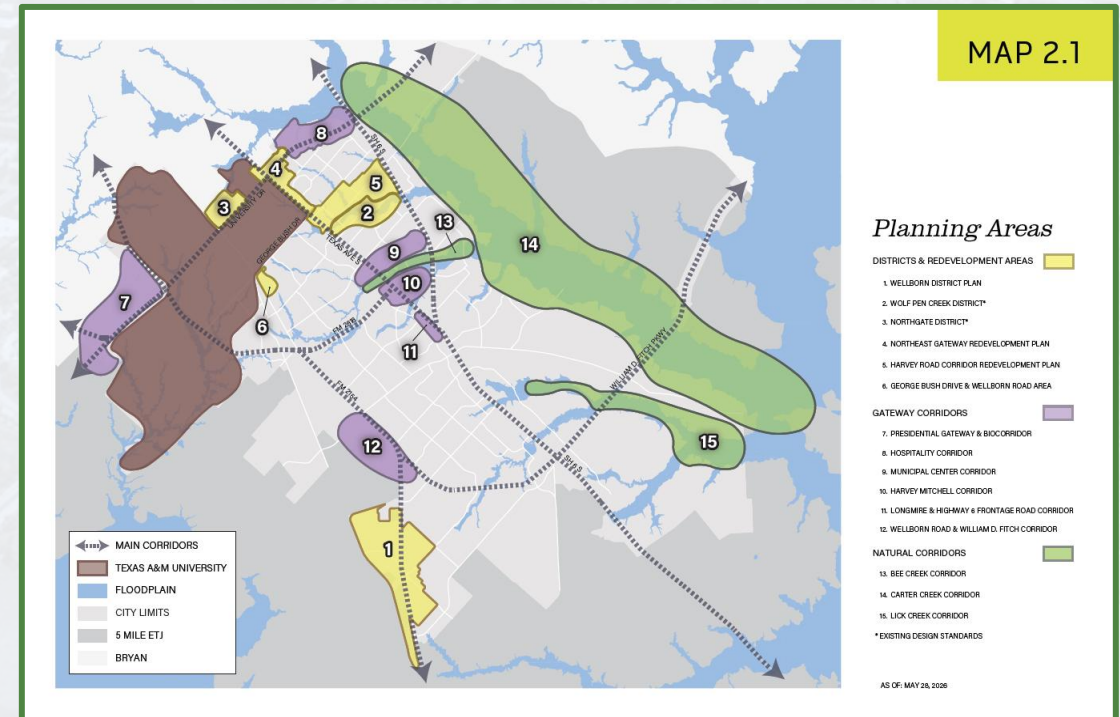 MAP 2.1
Planning Areas
DISTRICTS & REDEVELOPMENT AREAS
1. WELLBORN DISTRICT PLAN
2. WOLF PEN CREEK DISTRICT*
3. NORTHGATE DISTRICT*
4. NORTHEAST GATEWAY REDEVELOPMENT PLAN
5. HARVEY ROAD CORRIDOR REDEVELOPMENT PLAN
6. GEORGE BUSH DRIVE & WELLBORN ROAD AREA
GATEWAY CORRIDORS
7. PRESIDENTIAL GATEWAY & BIOCORRIDOR
8. HOSPITALITY CORRIDOR
9. MUNICIPAL CENTER CORRIDOR
10. HARVEY MITCHELL CORRIDOR
11. LONGMIRE & HIGHWAY 6 FRONTAGE ROAD CORRIDOR
12. WELLBORN ROAD & WILLIAM D. FITCH CORRIDOR
NATURAL CORRIDORS
13. BEE CREEK CORRIDOR
14. CARTER CREEK CORRIDOR
15. LICK CREEK CORRIDOR
* EXISTING DESIGN STANDARDS
AS OF: MAY 28, 2026
8
SH 6 S
4
5
3
UNIVERSITY DR
2
GEORGE BUSH DR
TEXAS AVE S
13
9
14
10
7
6
FM 2818
11
WILLIAM D. FITCH PKWY
FM 2154
12
15
SH 6 S
1
MAIN CORRIDORS
TEXAS A&M UNIVERSITY
FLOODPLAIN
CITY LIMITS
5 MILE ETJ
BRYAN